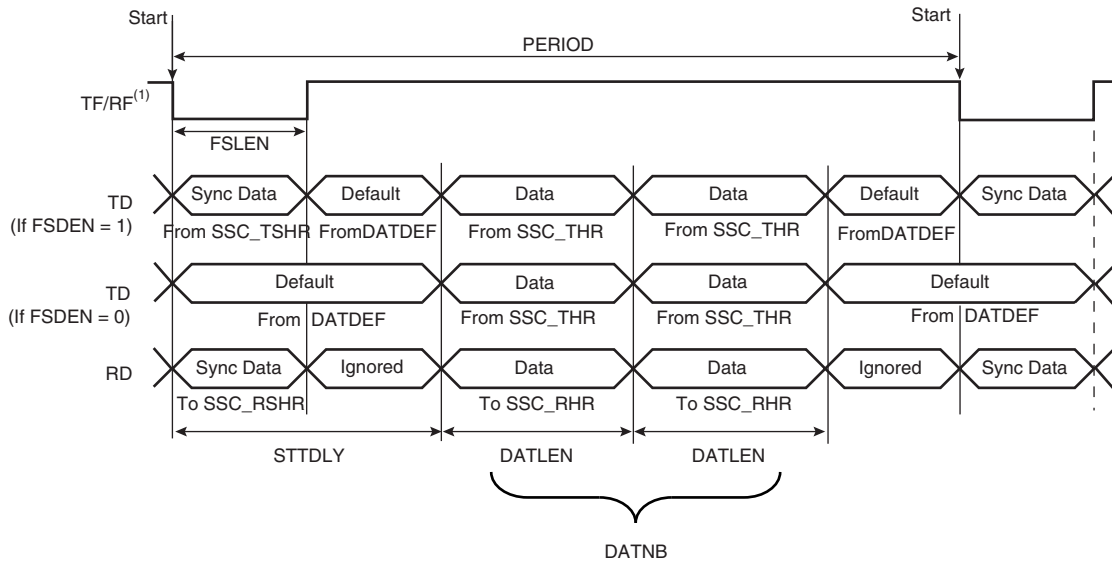 Start Start
PERIOD
TF/RF(1)
FSLEN
TD
(If FSDEN = 1)
Sync Data Default Data Data Default Sync Data
From SSC_TSHR FromDATDEF From SSC_THR From SSC_THR FromDATDEF
TD
(If FSDEN = 0)
Default Data Data Default
From DATDEF From SSC_THR From SSC_THR From DATDEF
RD Sync Data Ignored Data Data Ignored Sync Data
To SSC_RSHR To SSC_RHR To SSC_RHR
STTDLY DATLEN DATLEN
DATNB